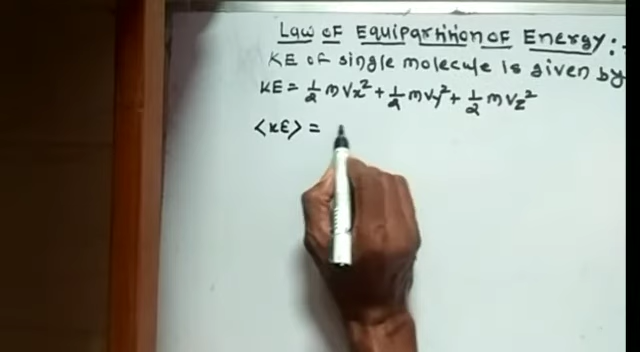 Law of Equipartition of Energy:-
KE of single molecule is given by
KE = 1/2 mVx² + 1/2 mVy² + 1/2 mVz²
<KE> =